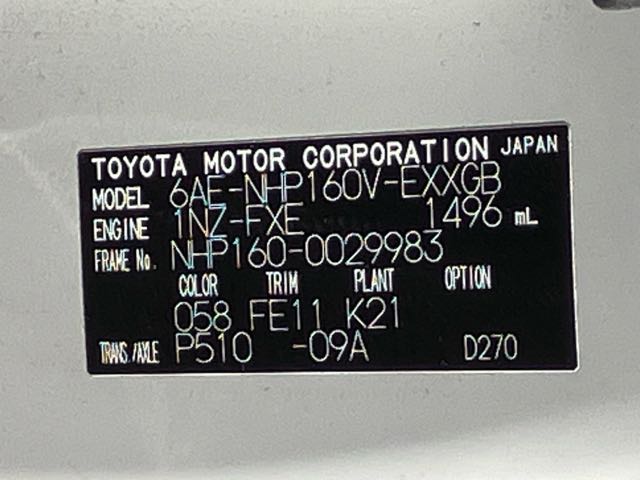 TOYOTA MOTOR CORPORATION JAPAN
MODEL 6AE-NHP160V-EXXGB
ENGINE 1NZ-FXE 1496 mL
FRAME No. NHP160-0029983
COLOR TRIM PLANT OPTION
058 FE11 K21
TRANS./AXLE P510 -09A D270